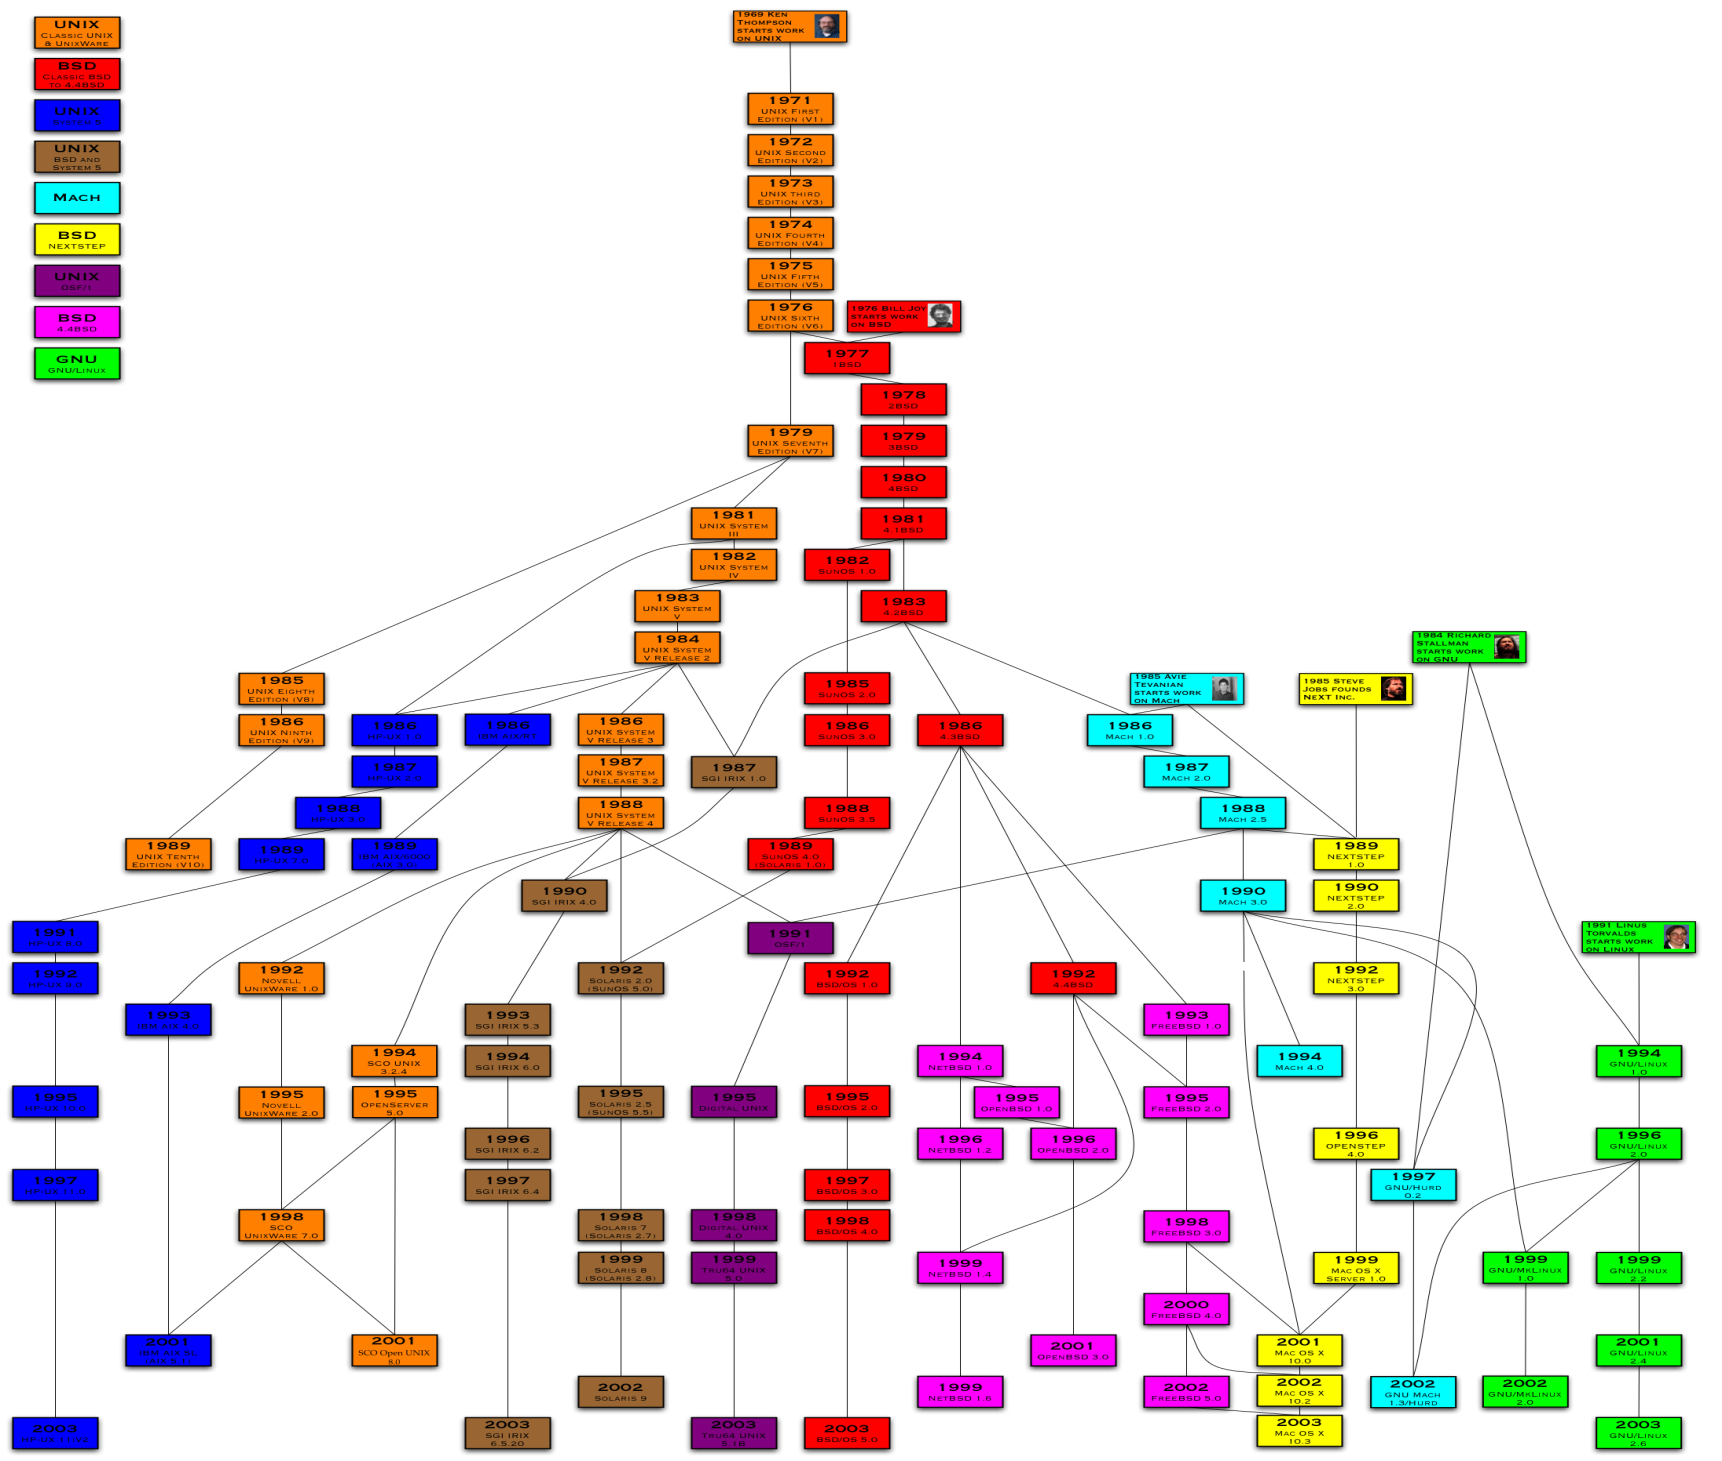 UNIX
Classic UNIX
& UnixWare
BSD
Classic BSD
to 4.4BSD
UNIX
System 5
UNIX
BSD and
System 5
Mach
BSD
NEXTSTEP
UNIX
OSF/1
BSD
4.4BSD
GNU
GNU/Linux
1969 Ken
Thompson
starts work
on UNIX
1971
UNIX First
Edition (V1)
1972
UNIX Second
Edition (V2)
1973
UNIX third
Edition (V3)
1974
UNIX Fourth
Edition (V4)
1975
UNIX Fifth
Edition (V5)
1976
UNIX Sixth
Edition (V6)
1976 Bill Joy
starts work
on BSD
1977
1BSD
1978
2BSD
1979
UNIX Seventh
Edition (V7)
1979
3BSD
1980
4BSD
1981
UNIX System
III
1981
4.1BSD
1982
UNIX System
IV
1982
SunOS 1.0
1983
UNIX System
V
1983
4.2BSD
1984
UNIX System
V Release 2
1984 Richard
Stallman
starts work
on GNU
1985
UNIX Eighth
Edition (V8)
1985
SunOS 2.0
1985 Avie
Tevanian
starts work
on Mach
1985 Steve
Jobs founds
NeXT Inc.
1986
UNIX Ninth
Edition (V9)
1986
HP-UX 1.0
1986
IBM AIX/RT
1986
UNIX System
V Release 3
1986
SunOS 3.0
1986
4.3BSD
1986
Mach 1.0
1987
HP-UX 2.0
1987
UNIX System
V Release 3.2
1987
SGI IRIX 1.0
1987
Mach 2.0
1988
HP-UX 3.0
1988
UNIX System
V Release 4
1988
SunOS 3.5
1988
Mach 2.5
1989
UNIX Tenth
Edition (V10)
1989
HP-UX 7.0
1989
IBM AIX/6000
(AIX 3.3)
1989
SunOS 4.0
(Solaris 1.0)
1989
NEXTSTEP
1.0
1990
SGI IRIX 4.0
1990
Mach 3.0
1990
NEXTSTEP
2.0
1991
HP-UX 8.0
1991
OSF/1
1991 Linus
Torvalds
starts work
on Linux
1992
HP-UX 9.0
1992
Novell
UnixWare 1.0
1992
Solaris 2.0
(SunOS 5.0)
1992
BSD/OS 1.0
1992
4.4BSD
1992
NEXTSTEP
3.0
1993
IBM AIX 4.0
1993
SGI IRIX 5.3
1993
FreeBSD 1.0
1994
SCO UNIX
3.2.4
1994
SGI IRIX 6.0
1994
NetBSD 1.0
1994
Mach 4.0
1994
GNU/Linux
1.0
1995
HP-UX 10.0
1995
Novell
UnixWare 2.0
1995
OpenServer
5.0
1995
Solaris 2.5
(SunOS 5.5)
1995
Digital UNIX
1995
BSD/OS 2.0
1995
OpenBSD 1.0
1995
FreeBSD 2.0
1996
SGI IRIX 6.2
1996
NetBSD 1.2
1996
OpenBSD 2.0
1996
OPENSTEP
4.0
1996
GNU/Linux
2.0
1997
HP-UX 11.0
1997
SGI IRIX 6.4
1997
BSD/OS 3.0
1997
GNU/Hurd
0.2
1998
SCO
UnixWare 7.0
1998
Solaris 7
(Solaris 2.7)
1998
Digital UNIX
4.0
1998
BSD/OS 4.0
1998
FreeBSD 3.0
1999
Solaris 8
(Solaris 2.8)
1999
Tru64 UNIX
5.0
1999
NetBSD 1.4
1999
Mac OS X
Server 1.0
1999
GNU/MkLinux
1.0
1999
GNU/Linux
2.2
2000
FreeBSD 4.0
2001
IBM AIX 5L
(AIX 5.1)
2001
SCO Open UNIX
8.0
2001
OpenBSD 3.0
2001
Mac OS X
10.0
2001
GNU/Linux
2.4
2002
Solaris 9
1999
NetBSD 1.6
2002
FreeBSD 5.0
2002
Mac OS X
10.2
2002
GNU Mach
1.3/Hurd
2002
GNU/MkLinux
2.0
2003
HP-UX 11iV2
2003
SGI IRIX
6.5.20
2003
Tru64 UNIX
5.1B
2003
BSD/OS 5.0
2003
Mac OS X
10.3
2003
GNU/Linux
2.6